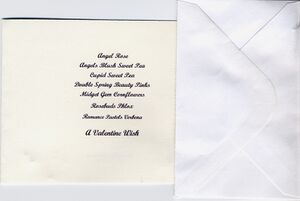 Angel Rose
Angels Blush Sweet Pea
Cupid Sweet Pea
Double Spring Beauty Pinks
Midget Gem Cornflowers
Rosebuds Phlox
Romance Pastels Verbena
A Valentine Wish